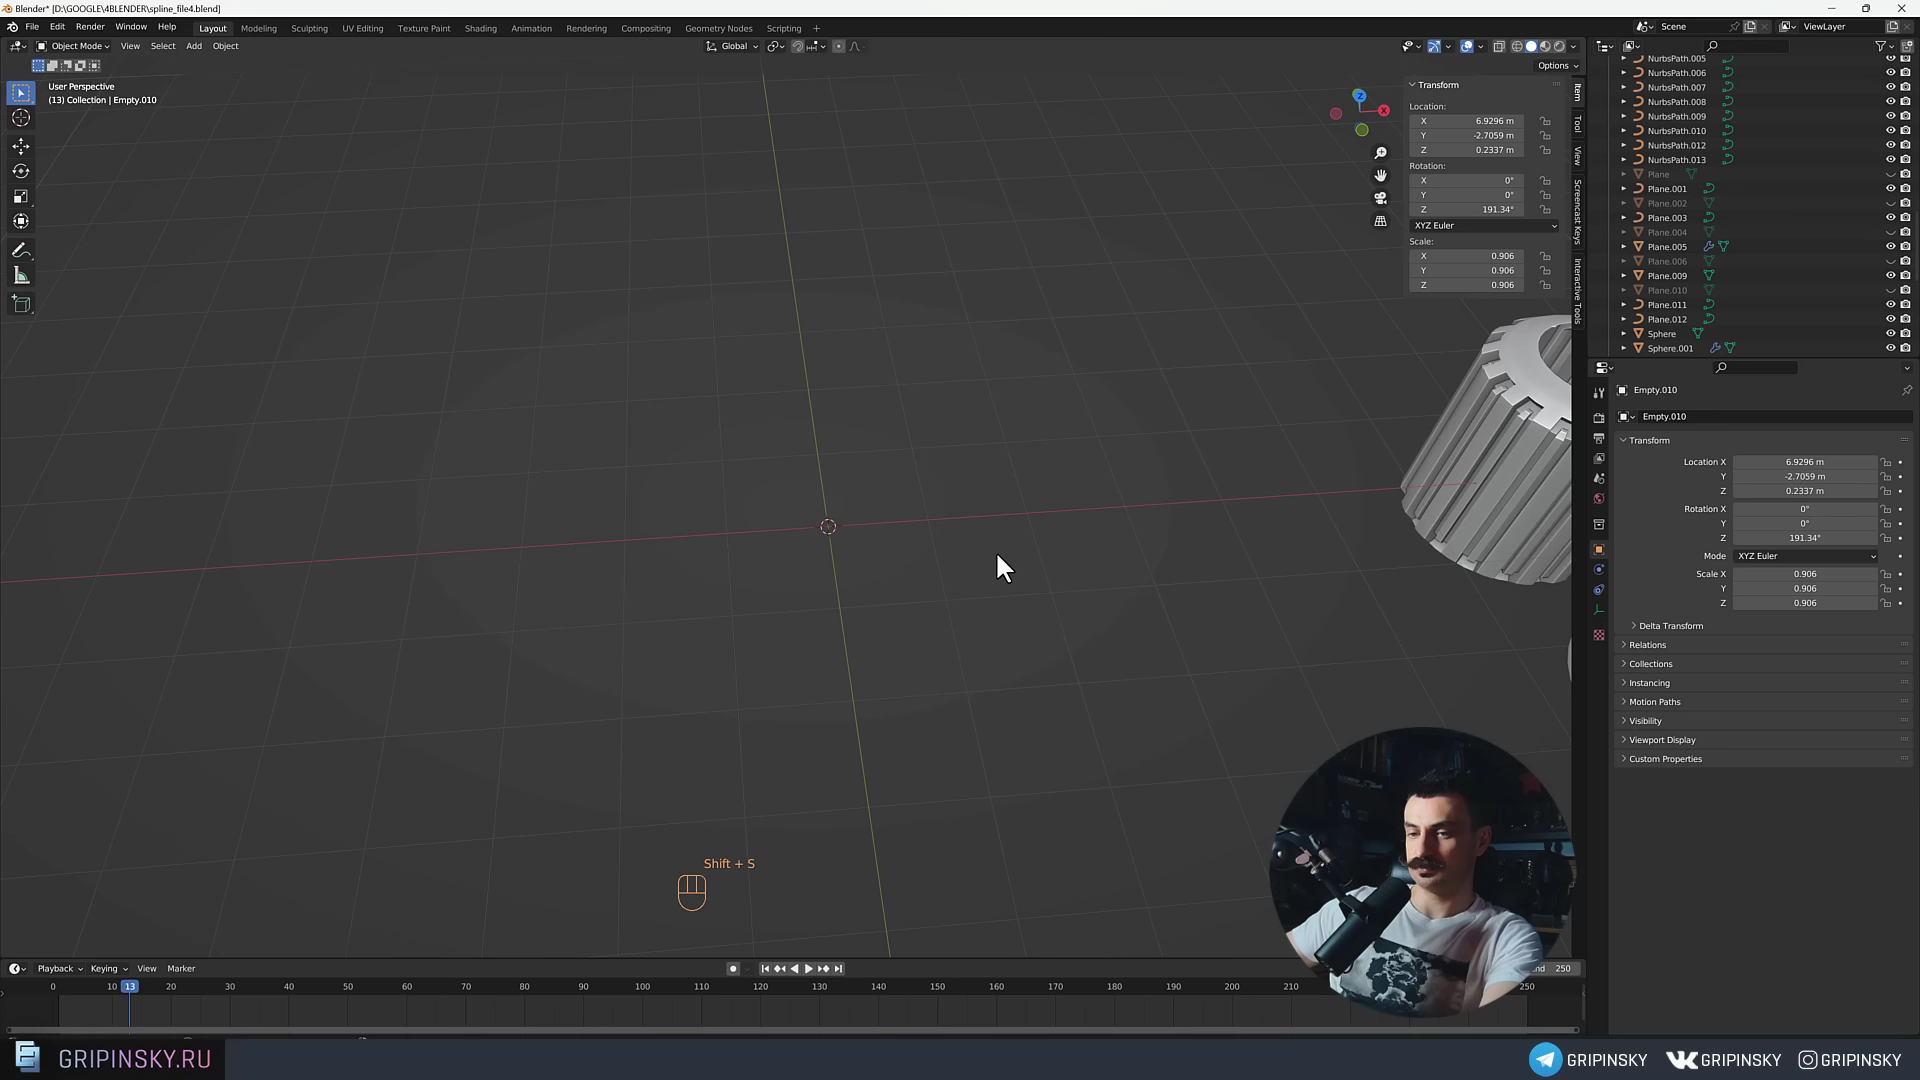 Blender* [D:\GOOGLE\4BLENDER\spline_file4.blend]
File Edit Render Window Help Layout Modeling Sculpting UV Editing Texture Paint Shading Animation Rendering Compositing Geometry Nodes Scripting + Scene ViewLayer
Object Mode View Select Add Object Global
Options
User Perspective
(13) Collection | Empty.010
Transform
Location:
X 6.9296 m
Y -2.7059 m
Z 0.2337 m
Rotation:
X 0°
Y 0°
Z 191.34°
XYZ Euler
Scale:
X 0.906
Y 0.906
Z 0.906
Item
Tool
View
Screencast Keys
Interactive Tools
NurbsPath.005
NurbsPath.006
NurbsPath.007
NurbsPath.008
NurbsPath.009
NurbsPath.010
NurbsPath.012
NurbsPath.013
Plane
Plane.001
Plane.002
Plane.003
Plane.004
Plane.005
Plane.006
Plane.009
Plane.010
Plane.011
Plane.012
Sphere
Sphere.001
Empty.010
Empty.010
Transform
Location X 6.9296 m
Y -2.7059 m
Z 0.2337 m
Rotation X 0°
Y 0°
Z 191.34°
Mode XYZ Euler
Scale X 0.906
Y 0.906
Z 0.906
Delta Transform
Relations
Collections
Instancing
Motion Paths
Visibility
Viewport Display
Custom Properties
Z
X
Shift + S
Playback Keying View Marker
250
0 10 13 20 30 40 50 60 70 80 90 100 110 120 130 140 150 160 170 180 190 200 210 250
GRIPINSKY.RU
GRIPINSKY GRIPINSKY GRIPINSKY